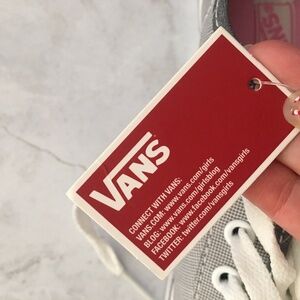 VANS
CONNECT WITH VANS:
VANS.COM: www.vans.com/girls
BLOG: www.vans.com/girlsblog
FACEBOOK: www.facebook.com/vansgirls
TWITTER: twitter.com/vansgirls